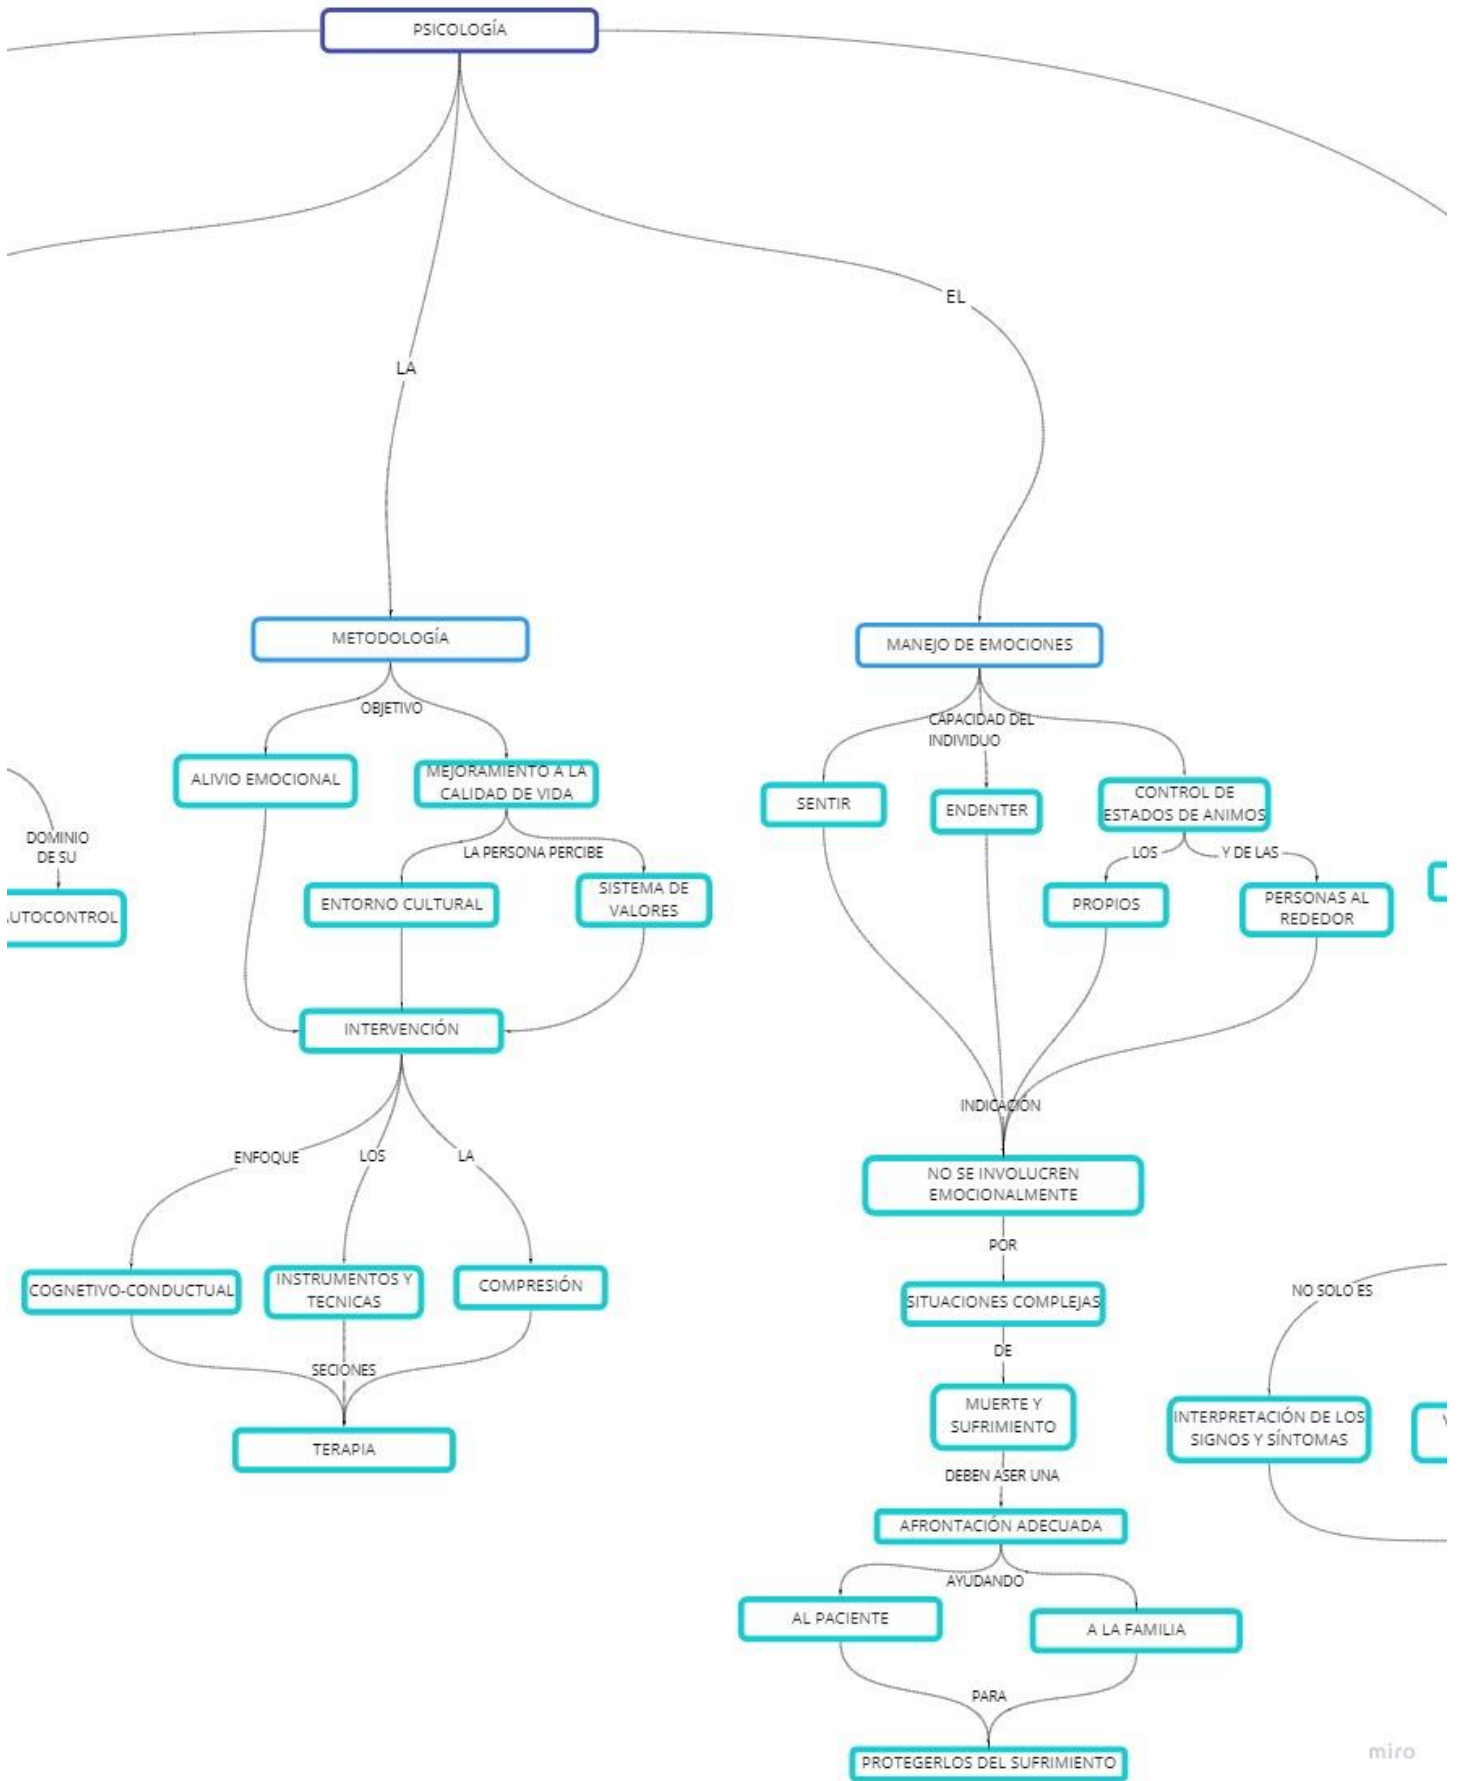 PSICOLOGÍA
EL
LA
METODOLOGÍA
MANEJO DE EMOCIONES
OBJETIVO
CAPACIDAD DEL
INDIVIDUO
ALIVIO EMOCIONAL
MEJORAMIENTO A LA
CALIDAD DE VIDA
SENTIR
ENDENTER
CONTROL DE
ESTADOS DE ANIMOS
DOMINIO
DE SU
LA PERSONA PERCIBE
LOS
Y DE LAS
UTOCONTROL
ENTORNO CULTURAL
SISTEMA DE
VALORES
PROPIOS
PERSONAS AL
REDEDOR
INTERVENCIÓN
INDICACIÓN
ENFOQUE
LOS
LA
NO SE INVOLUCREN
EMOCIONALMENTE
POR
COGNETIVO-CONDUCTUAL
INSTRUMENTOS Y
TECNICAS
COMPRESIÓN
SITUACIONES COMPLEJAS
NO SOLO ES
DE
SECIONES
MUERTE Y
SUFRIMIENTO
INTERPRETACIÓN DE LOS
SIGNOS Y SÍNTOMAS
TERAPIA
DEBEN ASER UNA
AFRONTACIÓN ADECUADA
AYUDANDO
AL PACIENTE
A LA FAMILIA
PARA
PROTEGERLOS DEL SUFRIMIENTO
miro